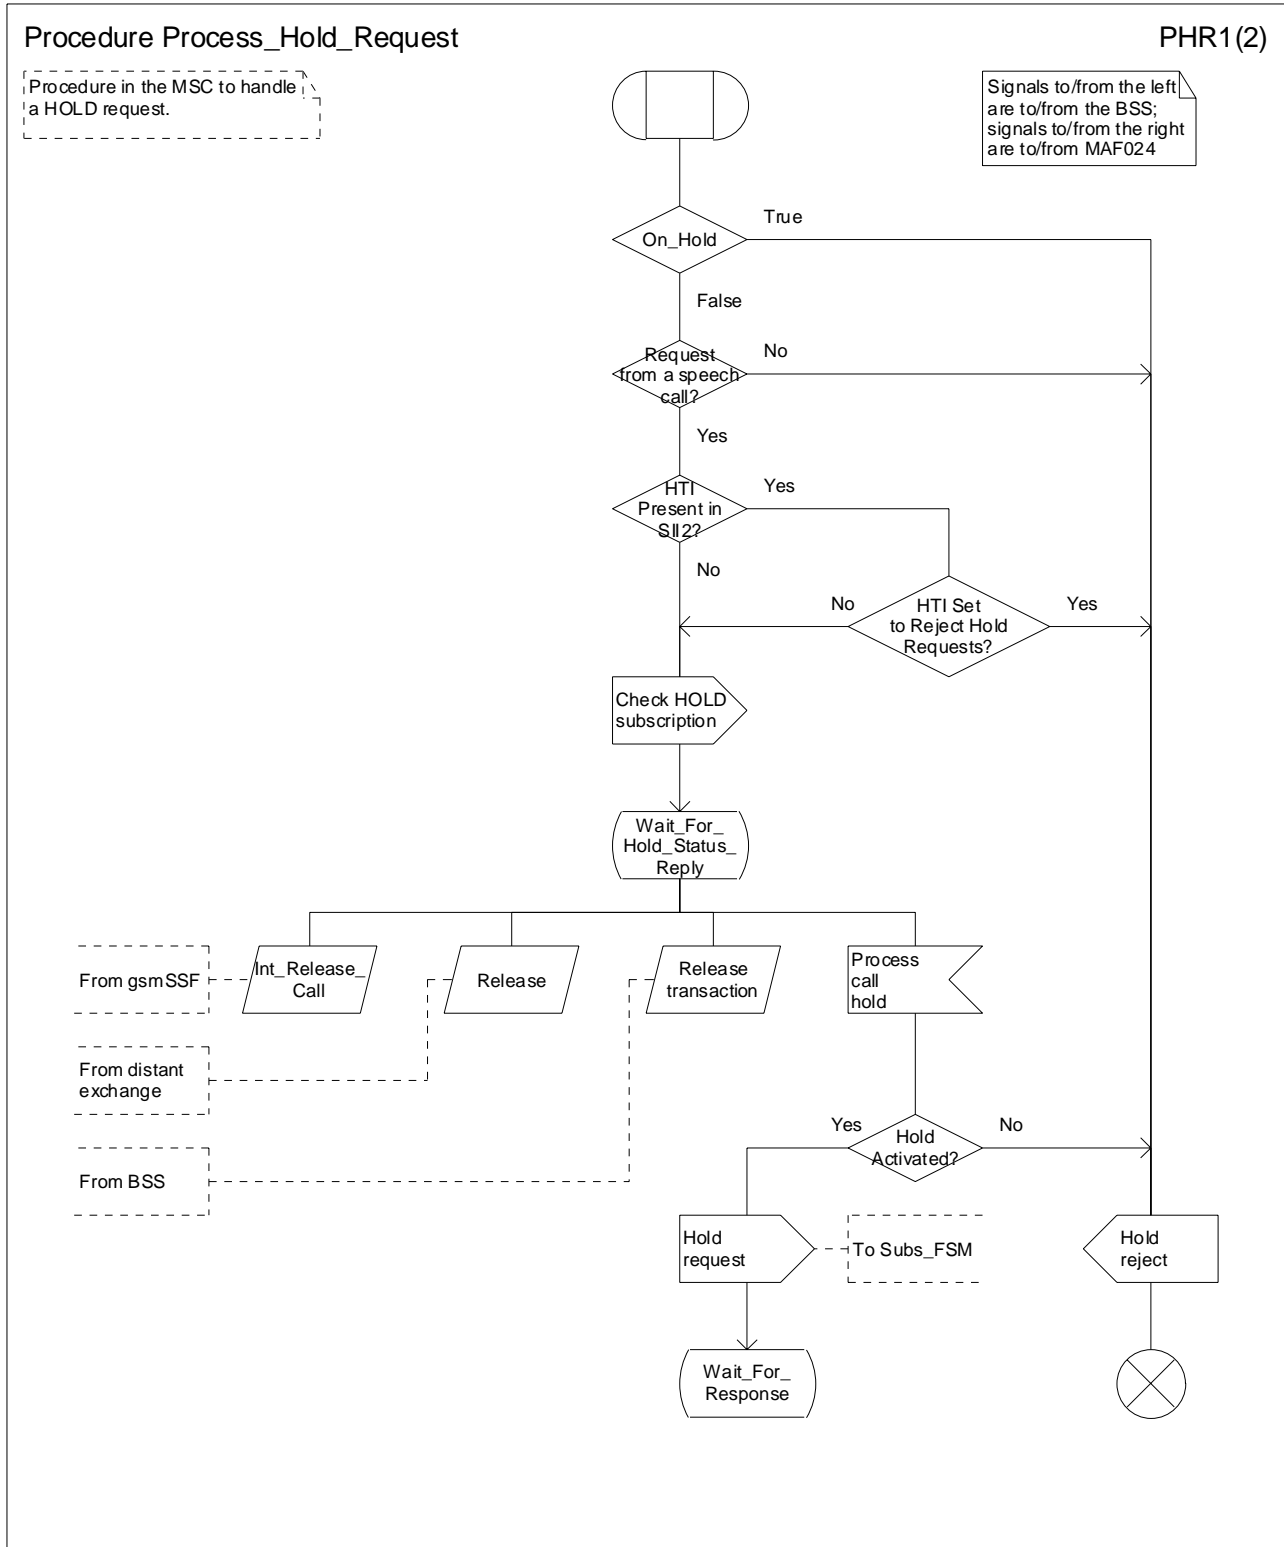 Procedure Process_Hold_Request
PHR1(2)
Procedure in the MSC to handle
a HOLD request.
Signals to/from the left
are to/from the BSS;
signals to/from the right
are to/from MAF024
True
On_Hold
False
Request
from a speech
call?
No
Yes
HTI
Present in
SII2?
Yes
No
No
HTI Set
to Reject Hold
Requests?
Yes
Check HOLD
subscription
Wait_For_
Hold_Status_
Reply
From gsmSSF
Int_Release_
Call
Release
Release
transaction
Process
call
hold
From distant
exchange
Yes
Hold
Activated?
No
From BSS
Hold
request
To Subs_FSM
Hold
reject
Wait_For_
Response